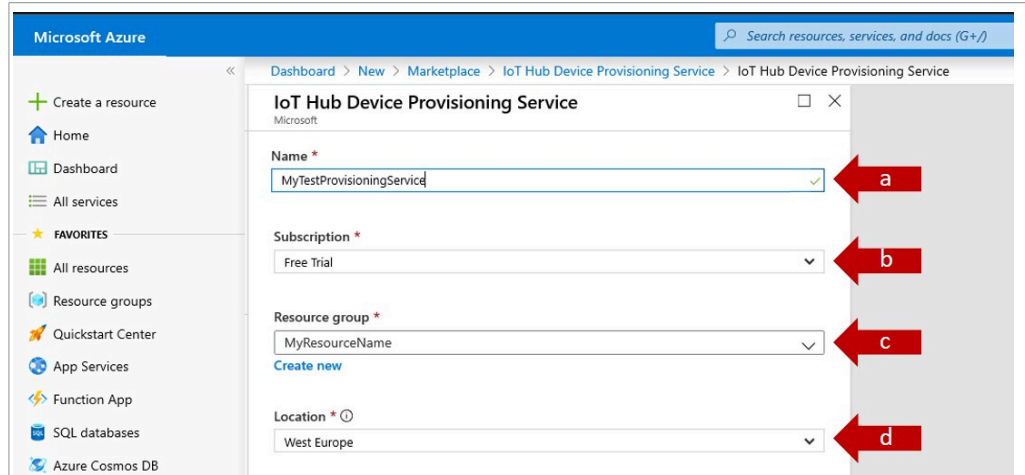 Microsoft Azure
Search resources, services, and docs (G+/)
«
Dashboard > New > Marketplace > IoT Hub Device Provisioning Service > IoT Hub Device Provisioning Service
Create a resource
Home
Dashboard
All services
FAVORITES
All resources
Resource groups
Quickstart Center
App Services
Function App
SQL databases
Azure Cosmos DB
IoT Hub Device Provisioning Service
Microsoft
Name *
MyTestProvisioningService
a
Subscription *
Free Trial
b
Resource group *
MyResourceName
c
Create new
Location *
West Europe
d